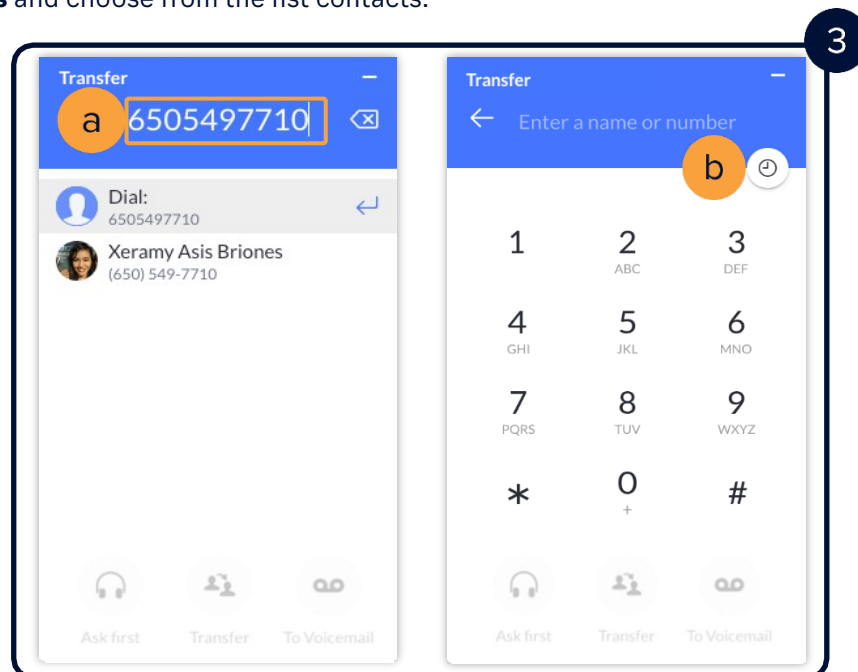 s and choose from the list contacts.
3
Transfer
a
6505497710
Dial:
6505497710
Xeramy Asis Briones
(650) 549-7710
Ask first
Transfer
To Voicemail
Transfer
Enter a name or number
b
1
2
3
ABC
DEF
4
5
6
GHI
JKL
MNO
7
8
9
PQRS
TUV
WXYZ
*
0
#
+
Ask first
Transfer
To Voicemail